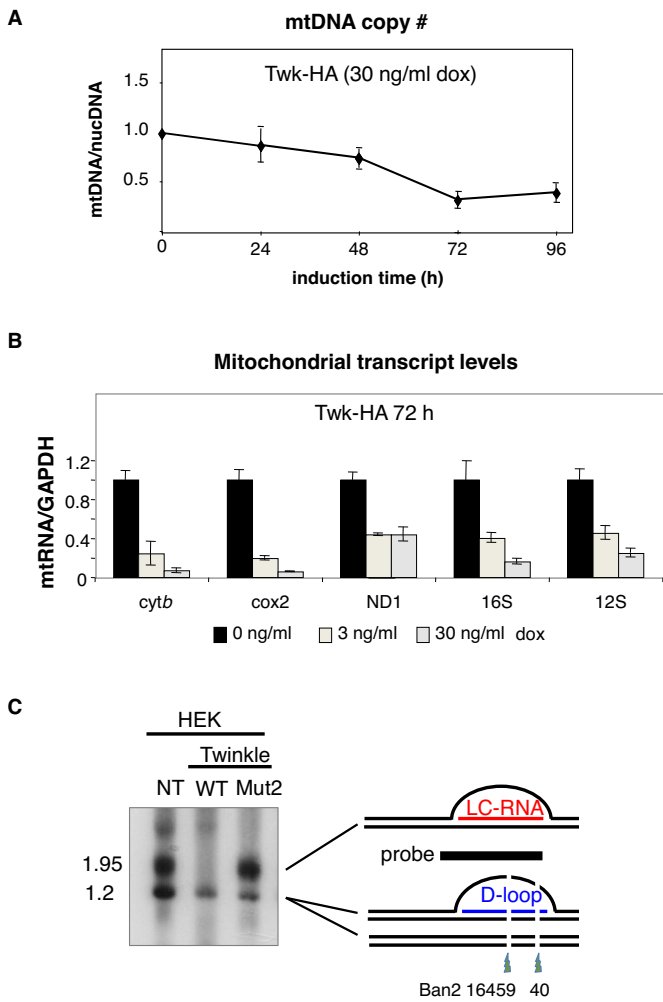 A
mtDNA copy #
Twk-HA (30 ng/ml dox)
mtDNA/nucDNA
1.5
1.0
0.5
0 24 48 72 96
induction time (h)
B
Mitochondrial transcript levels
Twk-HA 72 h
mtRNA/GAPDH
1.2
0.8
0.4
0
cytb cox2 ND1 16S 12S
0 ng/ml 3 ng/ml 30 ng/ml dox
C
HEK
Twinkle
NT WT Mut2
1.95
1.2
LC-RNA
probe
D-loop
Ban2 16459 40